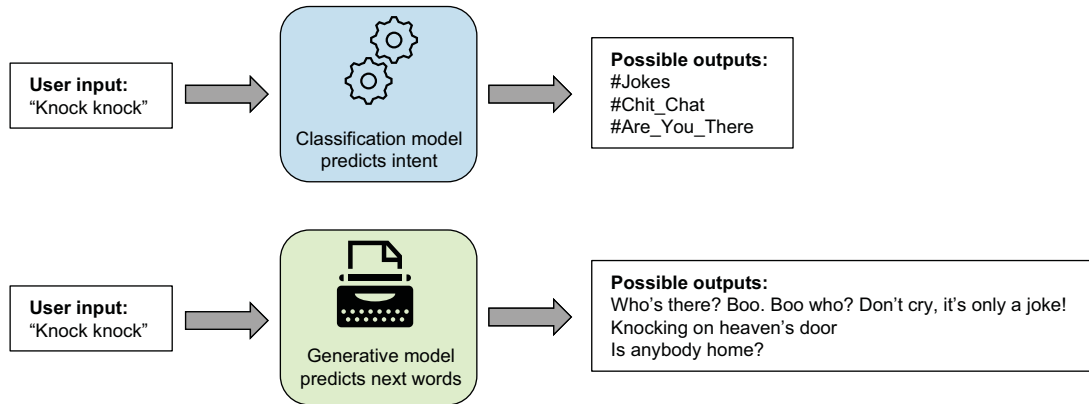 User input:
“Knock knock”
Classification model
predicts intent
Possible outputs:
#Jokes
#Chit_Chat
#Are_You_There
User input:
“Knock knock”
Generative model
predicts next words
Possible outputs:
Who’s there? Boo. Boo who? Don’t cry, it’s only a joke!
Knocking on heaven’s door
Is anybody home?